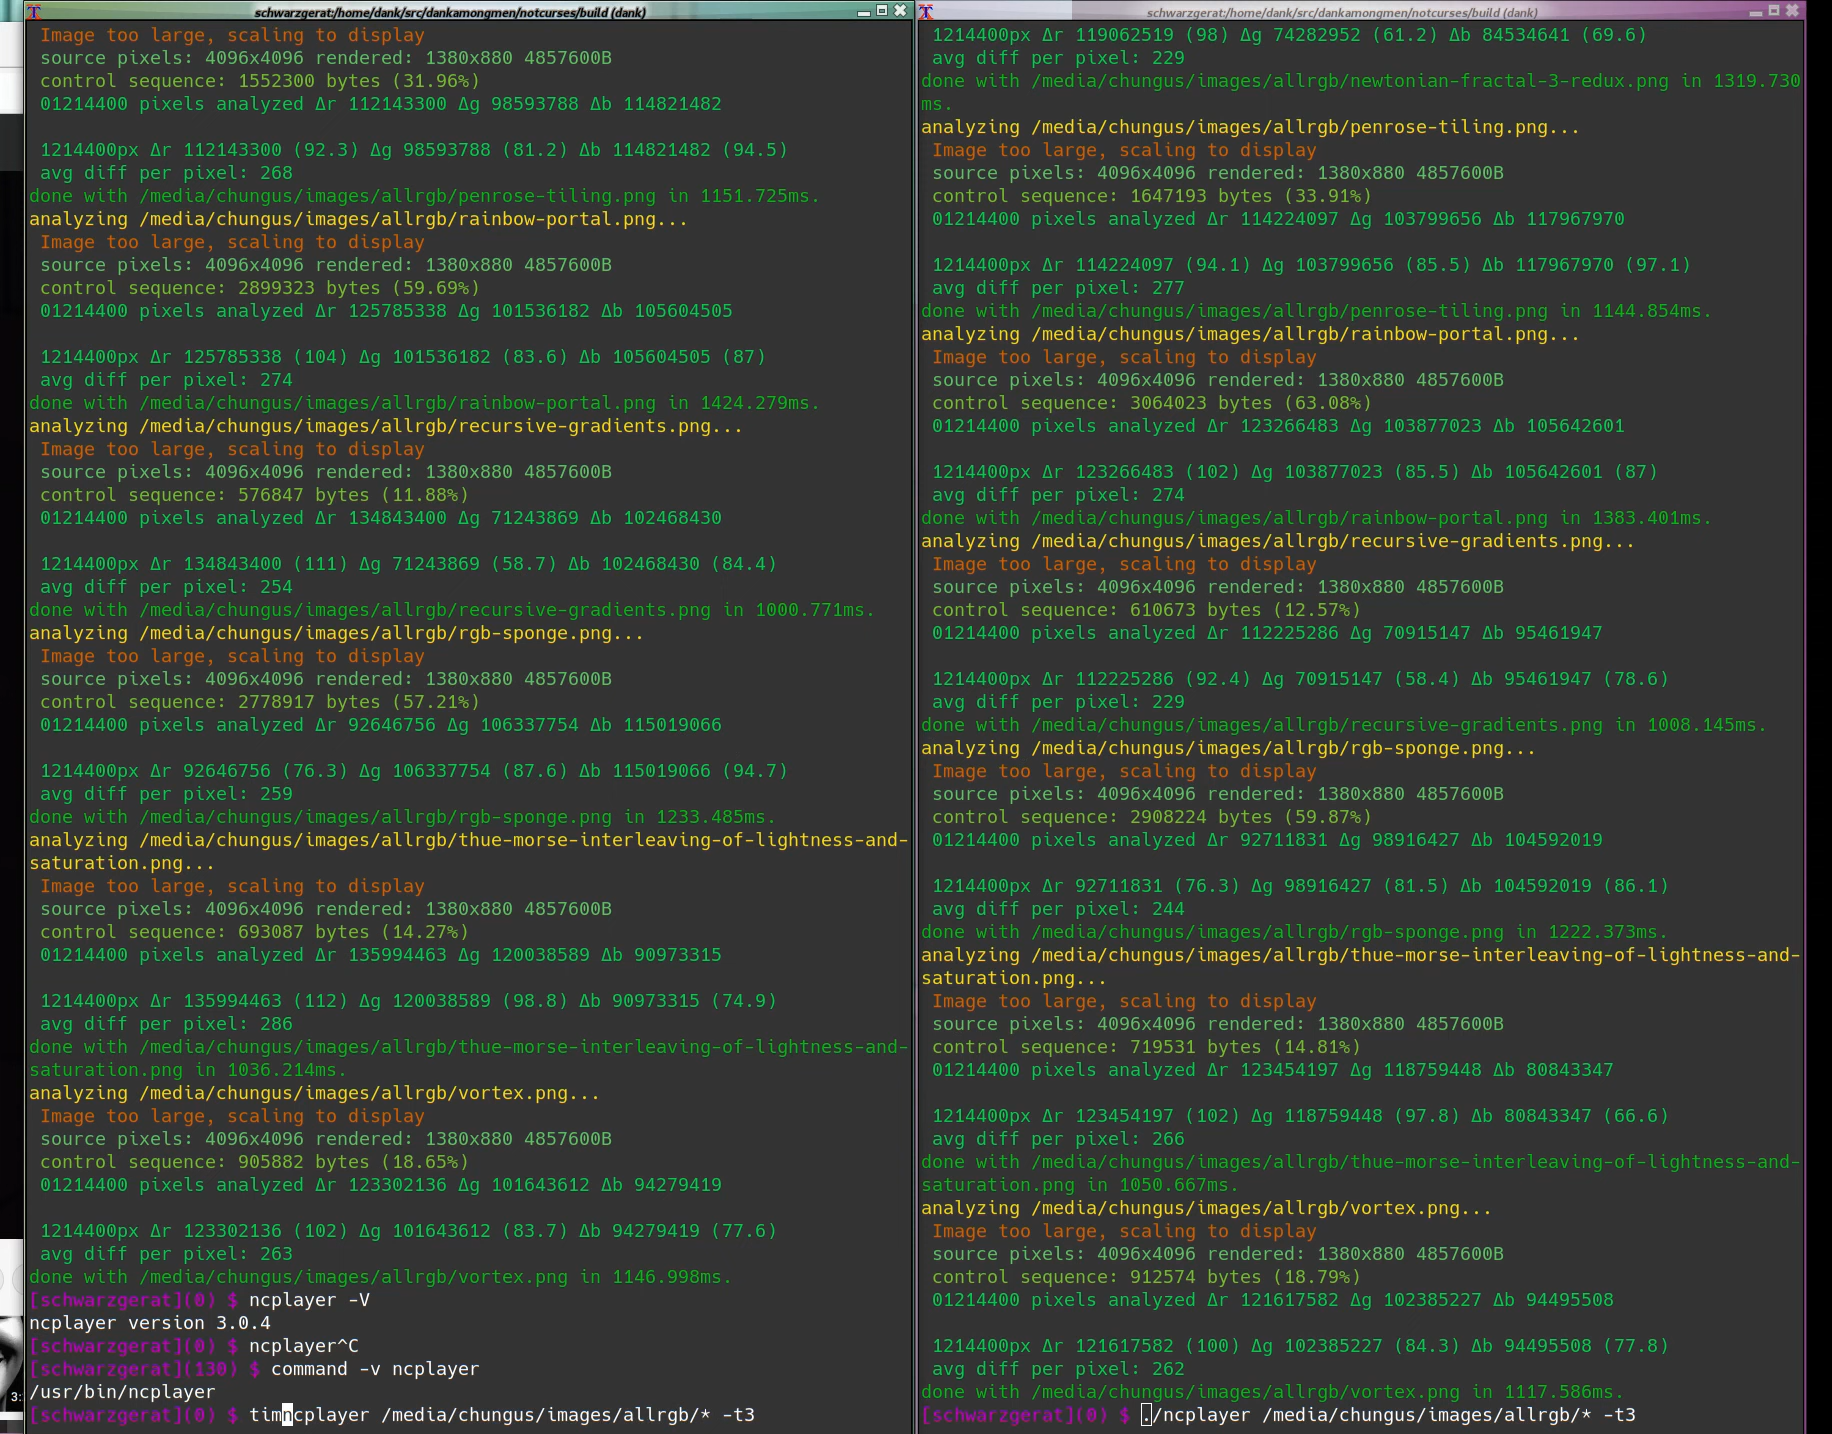 schwarzgerat:/home/dank/src/dankamongmen/notcurses/build (dank)
Image too large, scaling to display
source pixels: 4096x4096 rendered: 1380x880 4857600B
control sequence: 1552300 bytes (31.96%)
01214400 pixels analyzed Δr 112143300 Δg 98593788 Δb 114821482
1214400px Δr 112143300 (92.3) Δg 98593788 (81.2) Δb 114821482 (94.5)
avg diff per pixel: 268
done with /media/chungus/images/allrgb/penrose-tiling.png in 1151.725ms.
analyzing /media/chungus/images/allrgb/rainbow-portal.png...
Image too large, scaling to display
source pixels: 4096x4096 rendered: 1380x880 4857600B
control sequence: 2899323 bytes (59.69%)
01214400 pixels analyzed Δr 125785338 Δg 101536182 Δb 105604505
1214400px Δr 125785338 (104) Δg 101536182 (83.6) Δb 105604505 (87)
avg diff per pixel: 274
done with /media/chungus/images/allrgb/rainbow-portal.png in 1424.279ms.
analyzing /media/chungus/images/allrgb/recursive-gradients.png...
Image too large, scaling to display
source pixels: 4096x4096 rendered: 1380x880 4857600B
control sequence: 576847 bytes (11.88%)
01214400 pixels analyzed Δr 134843400 Δg 71243869 Δb 102468430
1214400px Δr 134843400 (111) Δg 71243869 (58.7) Δb 102468430 (84.4)
avg diff per pixel: 254
done with /media/chungus/images/allrgb/recursive-gradients.png in 1000.771ms.
analyzing /media/chungus/images/allrgb/rgb-sponge.png...
Image too large, scaling to display
source pixels: 4096x4096 rendered: 1380x880 4857600B
control sequence: 2778917 bytes (57.21%)
01214400 pixels analyzed Δr 92646756 Δg 106337754 Δb 115019066
1214400px Δr 92646756 (76.3) Δg 106337754 (87.6) Δb 115019066 (94.7)
avg diff per pixel: 259
done with /media/chungus/images/allrgb/rgb-sponge.png in 1233.485ms.
analyzing /media/chungus/images/allrgb/thue-morse-interleaving-of-lightness-and-
saturation.png...
Image too large, scaling to display
source pixels: 4096x4096 rendered: 1380x880 4857600B
control sequence: 693087 bytes (14.27%)
01214400 pixels analyzed Δr 135994463 Δg 120038589 Δb 90973315
1214400px Δr 135994463 (112) Δg 120038589 (98.8) Δb 90973315 (74.9)
avg diff per pixel: 286
done with /media/chungus/images/allrgb/thue-morse-interleaving-of-lightness-and-
saturation.png in 1036.214ms.
analyzing /media/chungus/images/allrgb/vortex.png...
Image too large, scaling to display
source pixels: 4096x4096 rendered: 1380x880 4857600B
control sequence: 905882 bytes (18.65%)
01214400 pixels analyzed Δr 123302136 Δg 101643612 Δb 94279419
1214400px Δr 123302136 (102) Δg 101643612 (83.7) Δb 94279419 (77.6)
avg diff per pixel: 263
done with /media/chungus/images/allrgb/vortex.png in 1146.998ms.
[schwarzgerat](0) $ ncplayer -V
ncplayer version 3.0.4
[schwarzgerat](0) $ ncplayer^C
[schwarzgerat](130) $ command -v ncplayer
/usr/bin/ncplayer
[schwarzgerat](0) $ timncplayer /media/chungus/images/allrgb/* -t3
schwarzgerat:/home/dank/src/dankamongmen/notcurses/build (dank)
1214400px Δr 119062519 (98) Δg 74282952 (61.2) Δb 84534641 (69.6)
avg diff per pixel: 229
done with /media/chungus/images/allrgb/newtonian-fractal-3-redux.png in 1319.730
ms.
analyzing /media/chungus/images/allrgb/penrose-tiling.png...
Image too large, scaling to display
source pixels: 4096x4096 rendered: 1380x880 4857600B
control sequence: 1647193 bytes (33.91%)
01214400 pixels analyzed Δr 114224097 Δg 103799656 Δb 117967970
1214400px Δr 114224097 (94.1) Δg 103799656 (85.5) Δb 117967970 (97.1)
avg diff per pixel: 277
done with /media/chungus/images/allrgb/penrose-tiling.png in 1144.854ms.
analyzing /media/chungus/images/allrgb/rainbow-portal.png...
Image too large, scaling to display
source pixels: 4096x4096 rendered: 1380x880 4857600B
control sequence: 3064023 bytes (63.08%)
01214400 pixels analyzed Δr 123266483 Δg 103877023 Δb 105642601
1214400px Δr 123266483 (102) Δg 103877023 (85.5) Δb 105642601 (87)
avg diff per pixel: 274
done with /media/chungus/images/allrgb/rainbow-portal.png in 1383.401ms.
analyzing /media/chungus/images/allrgb/recursive-gradients.png...
Image too large, scaling to display
source pixels: 4096x4096 rendered: 1380x880 4857600B
control sequence: 610673 bytes (12.57%)
01214400 pixels analyzed Δr 112225286 Δg 70915147 Δb 95461947
1214400px Δr 112225286 (92.4) Δg 70915147 (58.4) Δb 95461947 (78.6)
avg diff per pixel: 229
done with /media/chungus/images/allrgb/recursive-gradients.png in 1008.145ms.
analyzing /media/chungus/images/allrgb/rgb-sponge.png...
Image too large, scaling to display
source pixels: 4096x4096 rendered: 1380x880 4857600B
control sequence: 2908224 bytes (59.87%)
01214400 pixels analyzed Δr 92711831 Δg 98916427 Δb 104592019
1214400px Δr 92711831 (76.3) Δg 98916427 (81.5) Δb 104592019 (86.1)
avg diff per pixel: 244
done with /media/chungus/images/allrgb/rgb-sponge.png in 1222.373ms.
analyzing /media/chungus/images/allrgb/thue-morse-interleaving-of-lightness-and-
saturation.png...
Image too large, scaling to display
source pixels: 4096x4096 rendered: 1380x880 4857600B
control sequence: 719531 bytes (14.81%)
01214400 pixels analyzed Δr 123454197 Δg 118759448 Δb 80843347
1214400px Δr 123454197 (102) Δg 118759448 (97.8) Δb 80843347 (66.6)
avg diff per pixel: 266
done with /media/chungus/images/allrgb/thue-morse-interleaving-of-lightness-and-
saturation.png in 1050.667ms.
analyzing /media/chungus/images/allrgb/vortex.png...
Image too large, scaling to display
source pixels: 4096x4096 rendered: 1380x880 4857600B
control sequence: 912574 bytes (18.79%)
01214400 pixels analyzed Δr 121617582 Δg 102385227 Δb 94495508
1214400px Δr 121617582 (100) Δg 102385227 (84.3) Δb 94495508 (77.8)
avg diff per pixel: 262
done with /media/chungus/images/allrgb/vortex.png in 1117.586ms.
[schwarzgerat](0) $ ./ncplayer /media/chungus/images/allrgb/* -t3